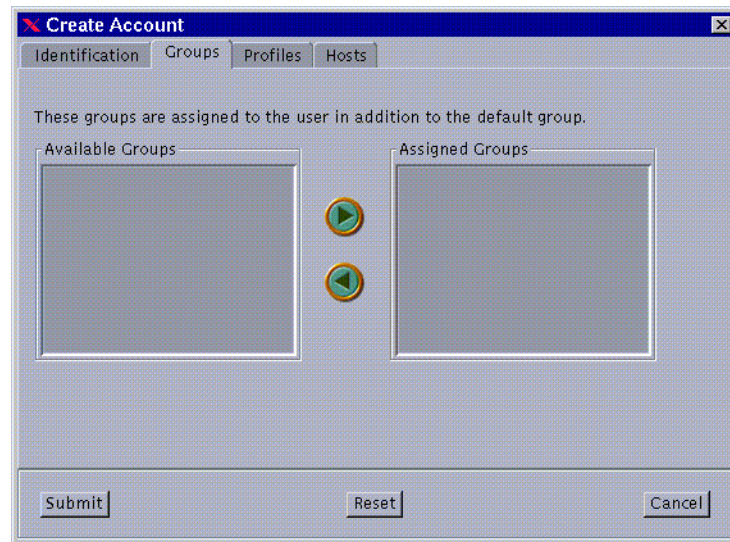 Create Account
Identification Groups Profiles Hosts
These groups are assigned to the user in addition to the default group.
Available Groups Assigned Groups
Submit Reset Cancel